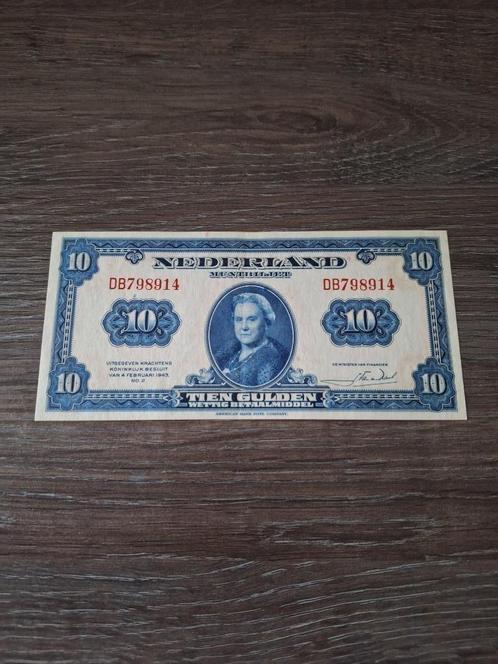 10 NEDERLAND 10
MUNTBILJET
DB798914 DB798914
10 10
UITGEGEVEN KRACHTENS
KONINKLIJK BESLUIT
VAN 4 FEBRUARI 1943,
NO. 2
DE MINISTER VAN FINANCIEN
10 TIEN GULDEN 10
WETTIG BETAALMIDDEL
AMERICAN BANK NOTE COMPANY.